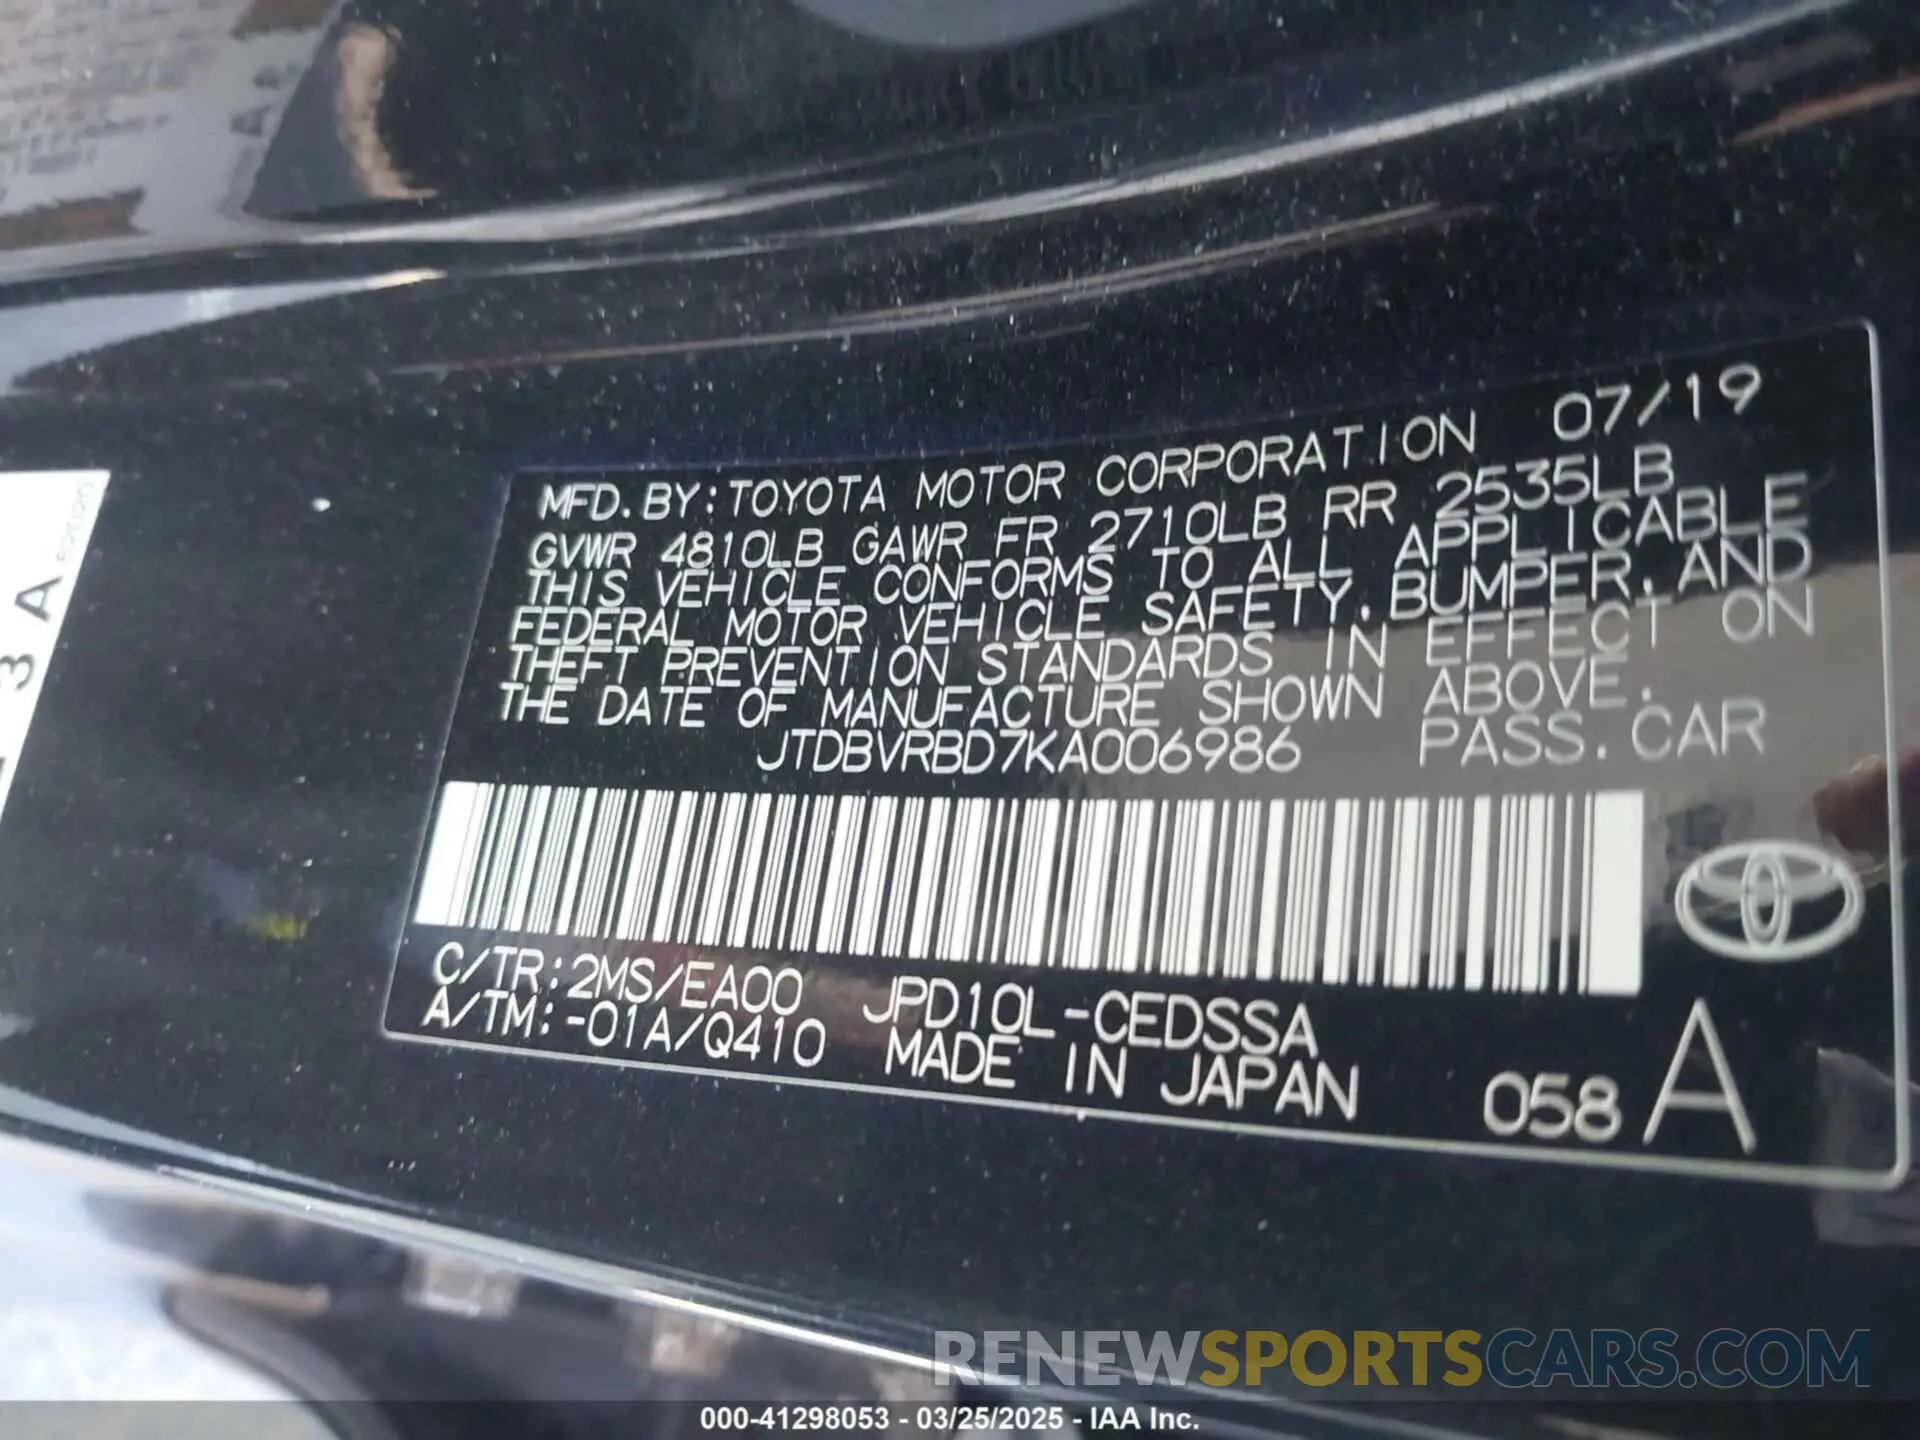 MFD.BY:TOYOTA MOTOR CORPORATION 07/19
GVWR 4810LB GAWR FR 2710LB RR 2535LB
THIS VEHICLE CONFORMS TO ALL APPLICABLE
FEDERAL MOTOR VEHICLE SAFETY,BUMPER,AND
THEFT PREVENTION STANDARDS IN EFFECT ON
THE DATE OF MANUFACTURE SHOWN ABOVE.
JTDBVRBD7KA006986 PASS.CAR
C/TR:2MS/EA00 JPD10L-CEDSSA
A/TM:-01A/Q410 MADE IN JAPAN
058 A
3 A
RENEWSPORTSCARS.COM
000-41298053 - 03/25/2025 - IAA Inc.